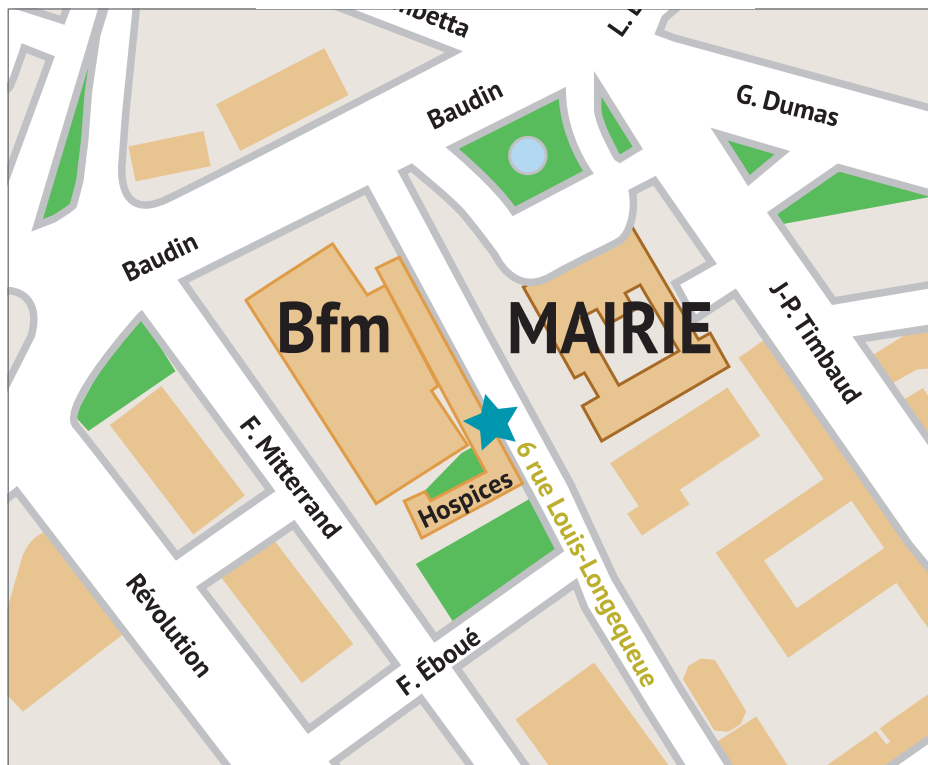 Baudin
G. Dumas
Baudin
Bfm
MAIRIE
J-P. Timbaud
F. Mitterrand
6 rue Louis-Longequeue
Hospices
Révolution
F. Éboué